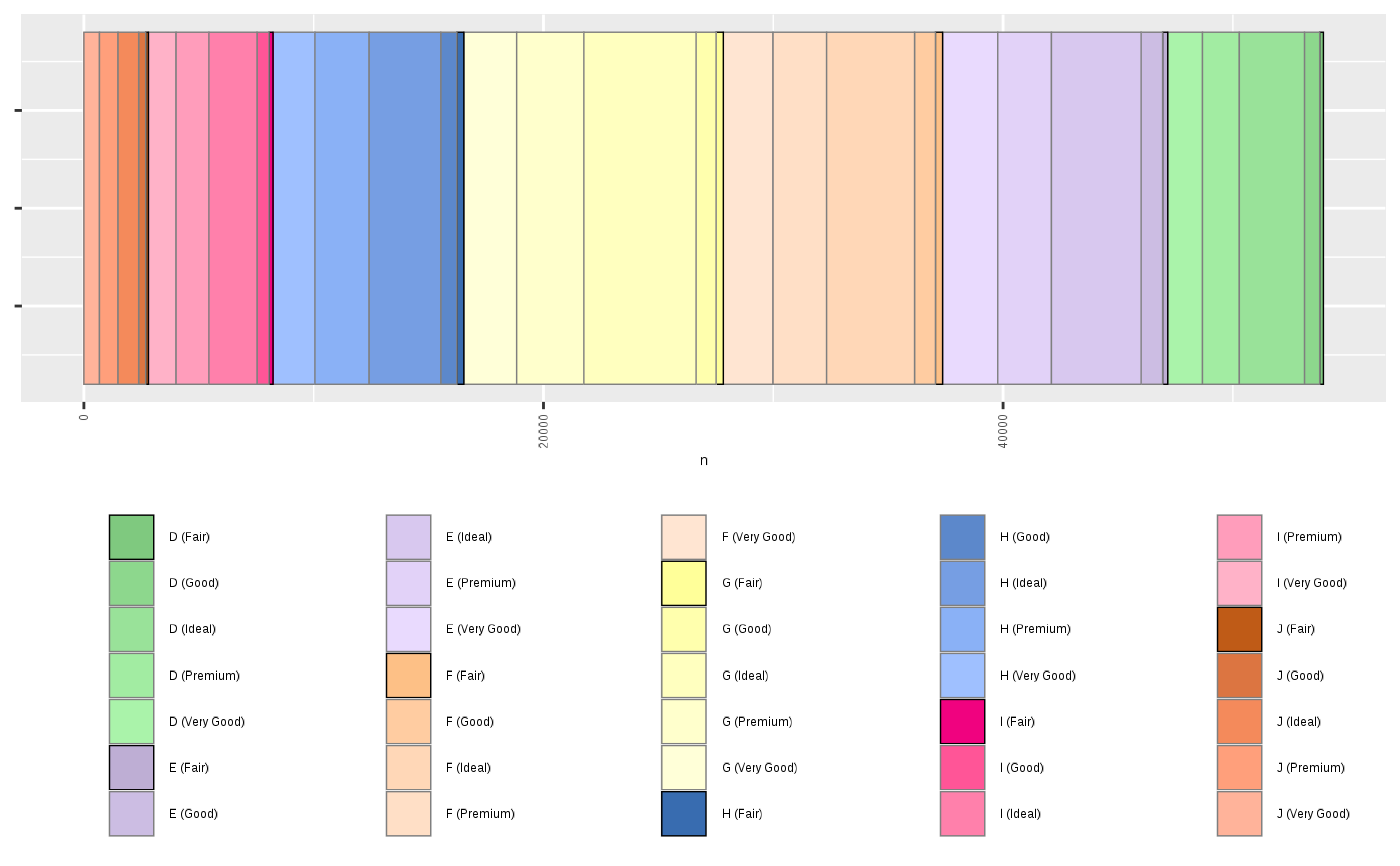 0
20000
40000
n
D (Fair)
D (Good)
D (Ideal)
D (Premium)
D (Very Good)
E (Fair)
E (Good)
E (Ideal)
E (Premium)
E (Very Good)
F (Fair)
F (Good)
F (Ideal)
F (Premium)
F (Very Good)
G (Fair)
G (Good)
G (Ideal)
G (Premium)
G (Very Good)
H (Fair)
H (Good)
H (Ideal)
H (Premium)
H (Very Good)
I (Fair)
I (Good)
I (Ideal)
I (Premium)
I (Very Good)
J (Fair)
J (Good)
J (Ideal)
J (Premium)
J (Very Good)